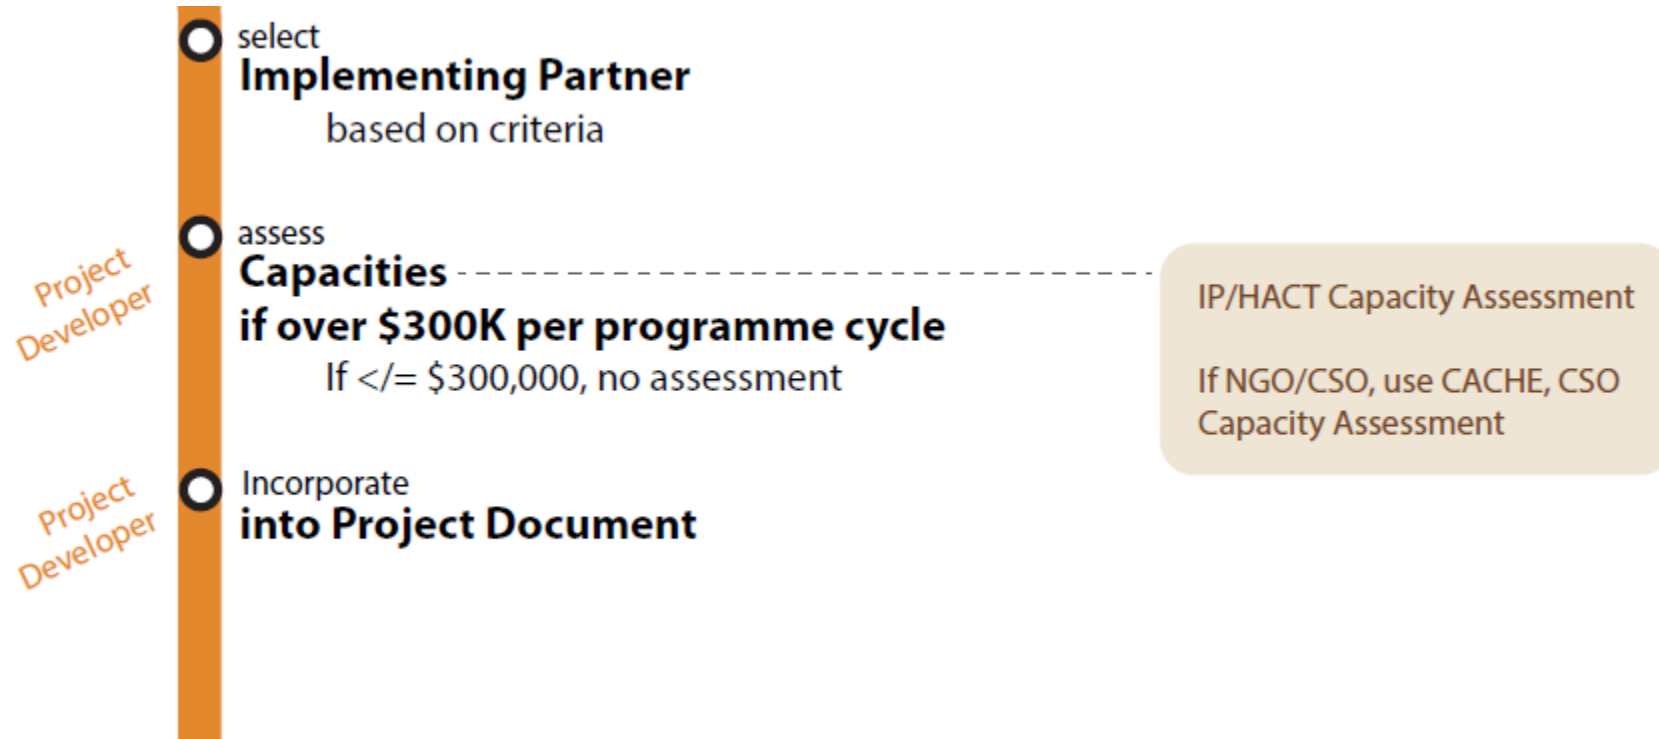 select
Implementing Partner
based on criteria
Project
Developer
assess
Capacities
if over $300K per programme cycle
If </= $300,000, no assessment
IP/HACT Capacity Assessment
If NGO/CSO, use CACHE, CSO
Capacity Assessment
Project
Developer
Incorporate
into Project Document